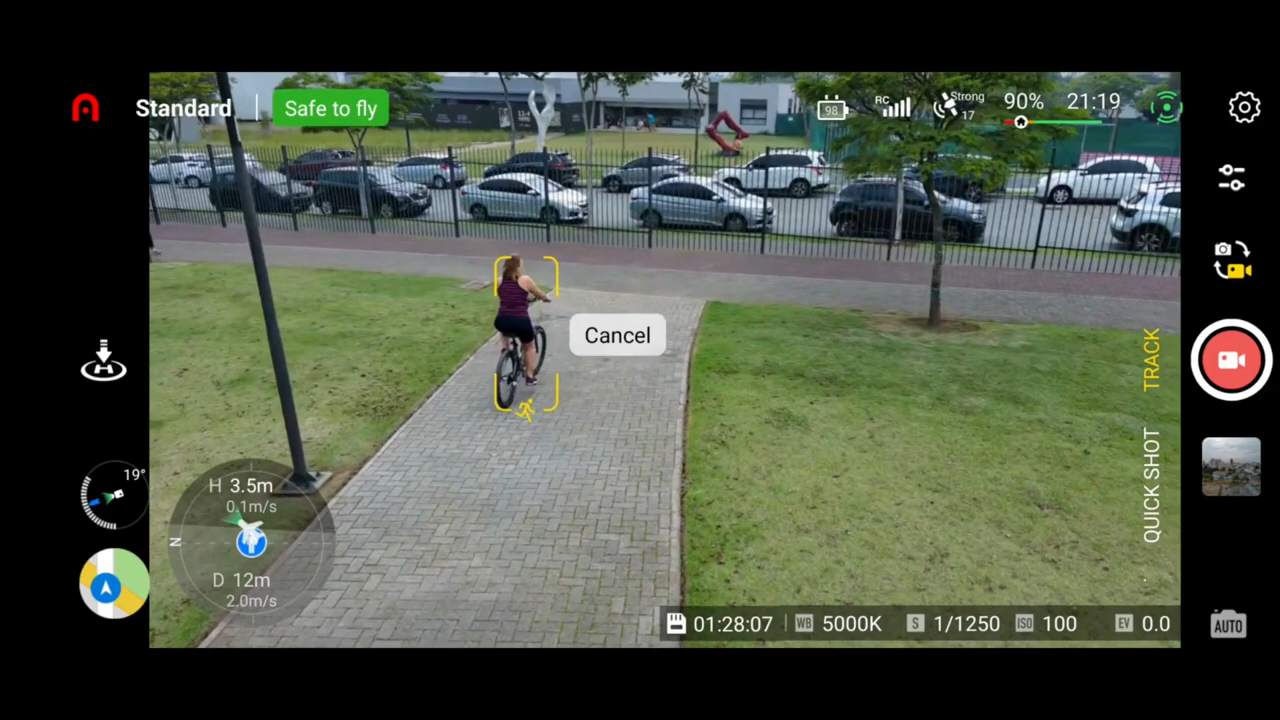 Standard
Safe to fly
98
RC
Strong
17
90%
21:19
Cancel
TRACK
QUICK SHOT
19°
H 3.5m
0.1m/s
N
D 12m
2.0m/s
01:28:07
WB 5000K
S 1/1250
ISO 100
EV 0.0
AUTO